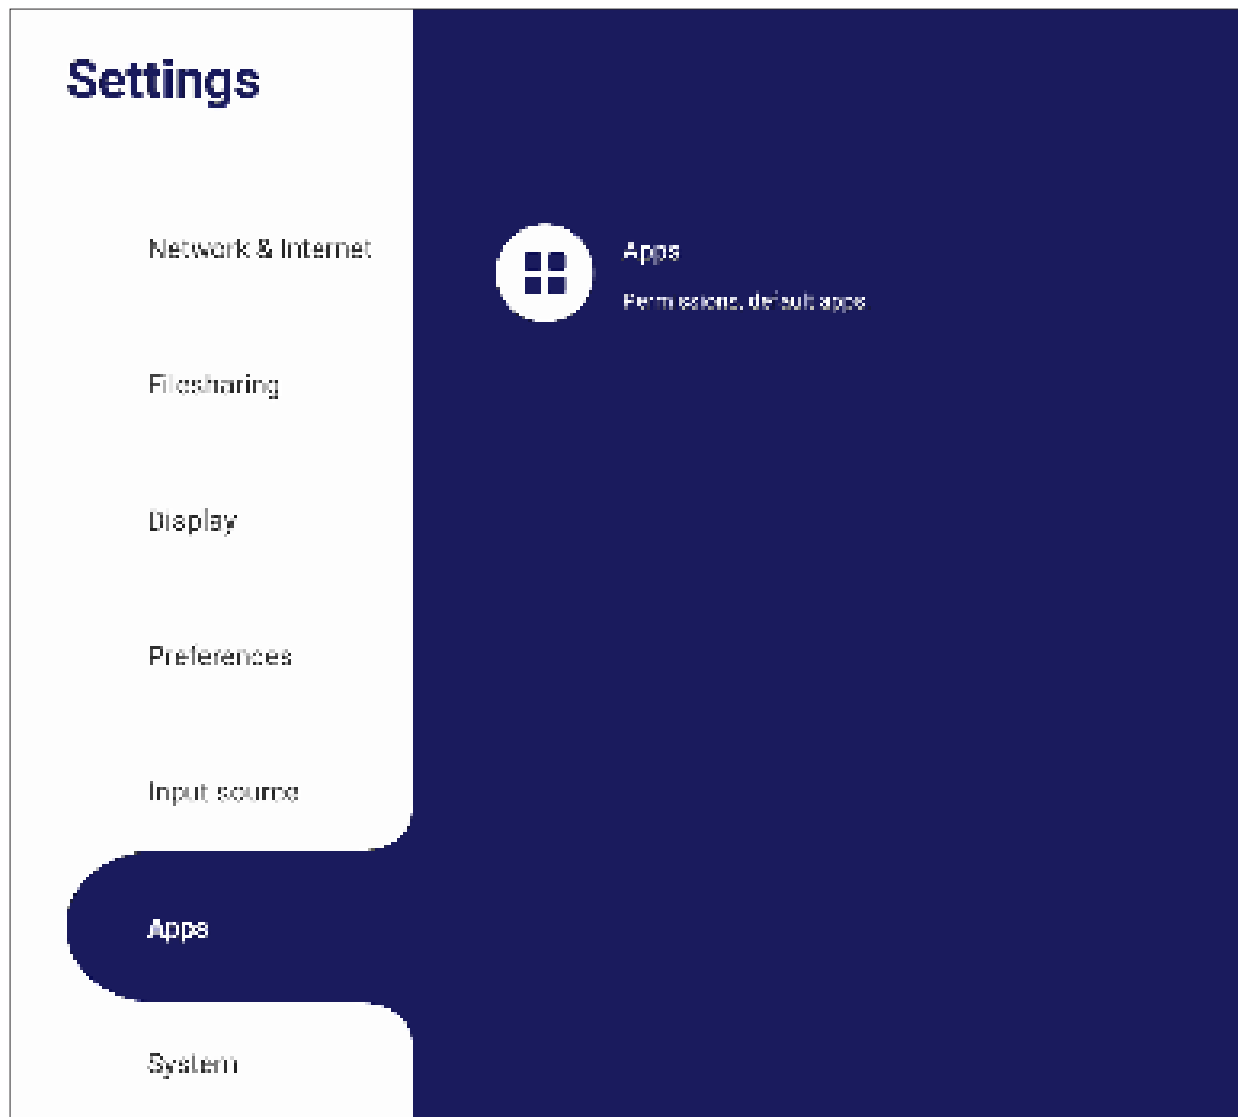 Settings
Network & Internet
Filesharing
Display
Preferences
Input source
Apps
System
Apps
Permissions, default apps